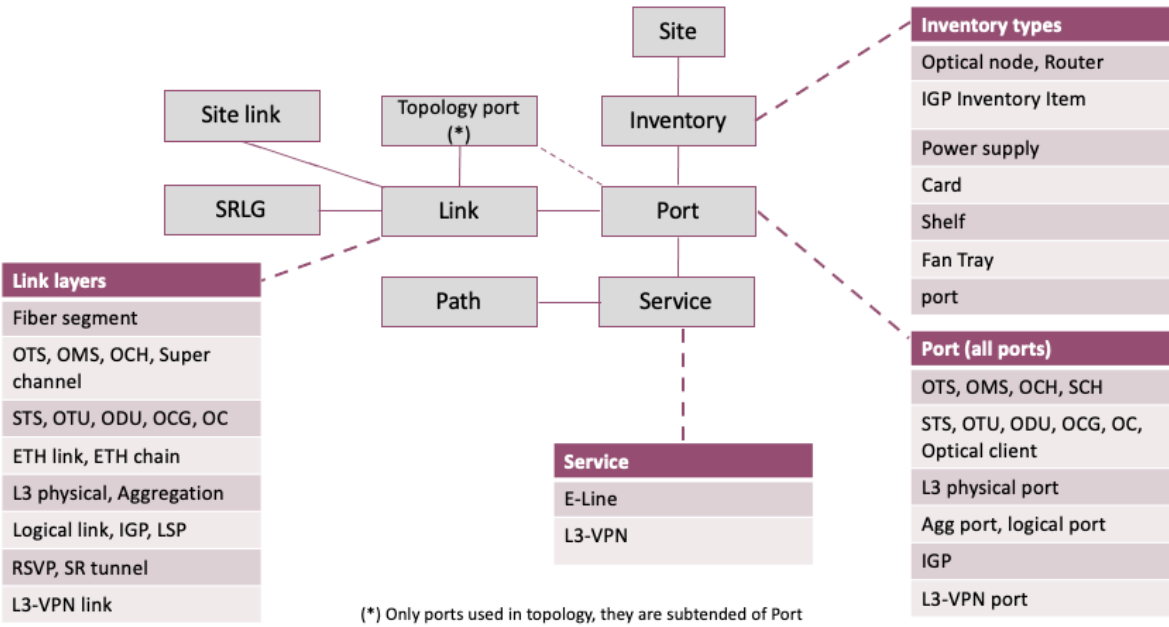 Site
Inventory
Topology port
(*)
Site link
SRLG
Link
Port
Path
Service
Inventory types
Optical node, Router
IGP Inventory Item
Power supply
Card
Shelf
Fan Tray
port
Link layers
Fiber segment
OTS, OMS, OCH, Super
channel
STS, OTU, ODU, OCG, OC
ETH link, ETH chain
L3 physical, Aggregation
Logical link, IGP, LSP
RSVP, SR tunnel
L3-VPN link
Service
E-Line
L3-VPN
Port (all ports)
OTS, OMS, OCH, SCH
STS, OTU, ODU, OCG, OC,
Optical client
L3 physical port
Agg port, logical port
IGP
L3-VPN port
(*) Only ports used in topology, they are subtended of Port